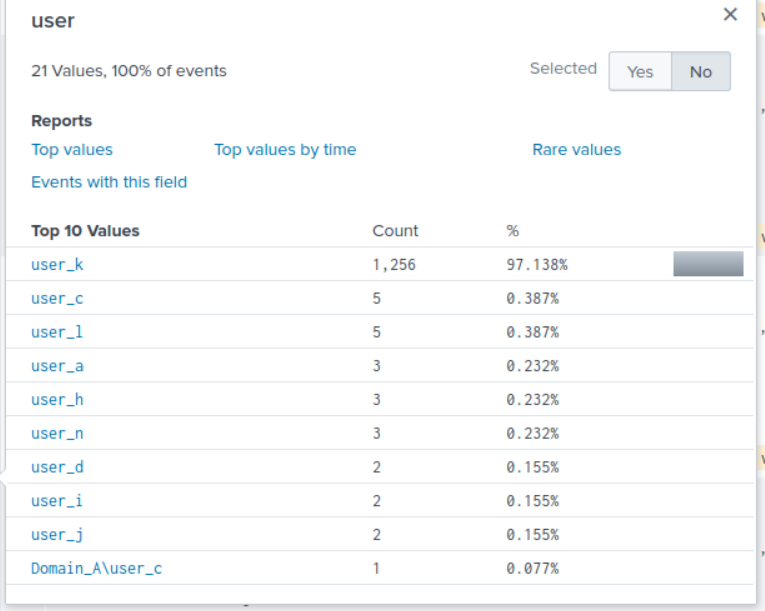 user ×
21 Values, 100% of events Selected Yes No
Reports
Top values Top values by time Rare values
Events with this field
Top 10 Values Count %
user_k 1,256 97.138%
user_c 5 0.387%
user_l 5 0.387%
user_a 3 0.232%
user_h 3 0.232%
user_n 3 0.232%
user_d 2 0.155%
user_i 2 0.155%
user_j 2 0.155%
Domain_A\user_c 1 0.077%